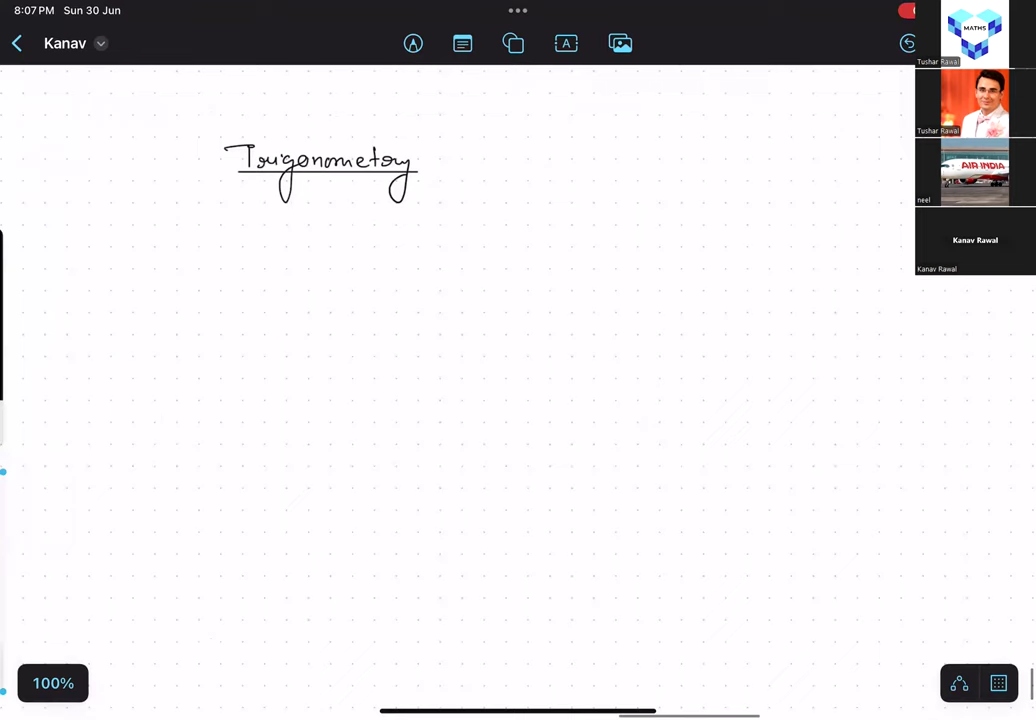 8:07 PM Sun 30 Jun
Kanav
A
Trigonometory
MATHS
Tushar Rawal
Tushar Rawal
AIR INDIA
neel
Kanav Rawal
Kanav Rawal
100%